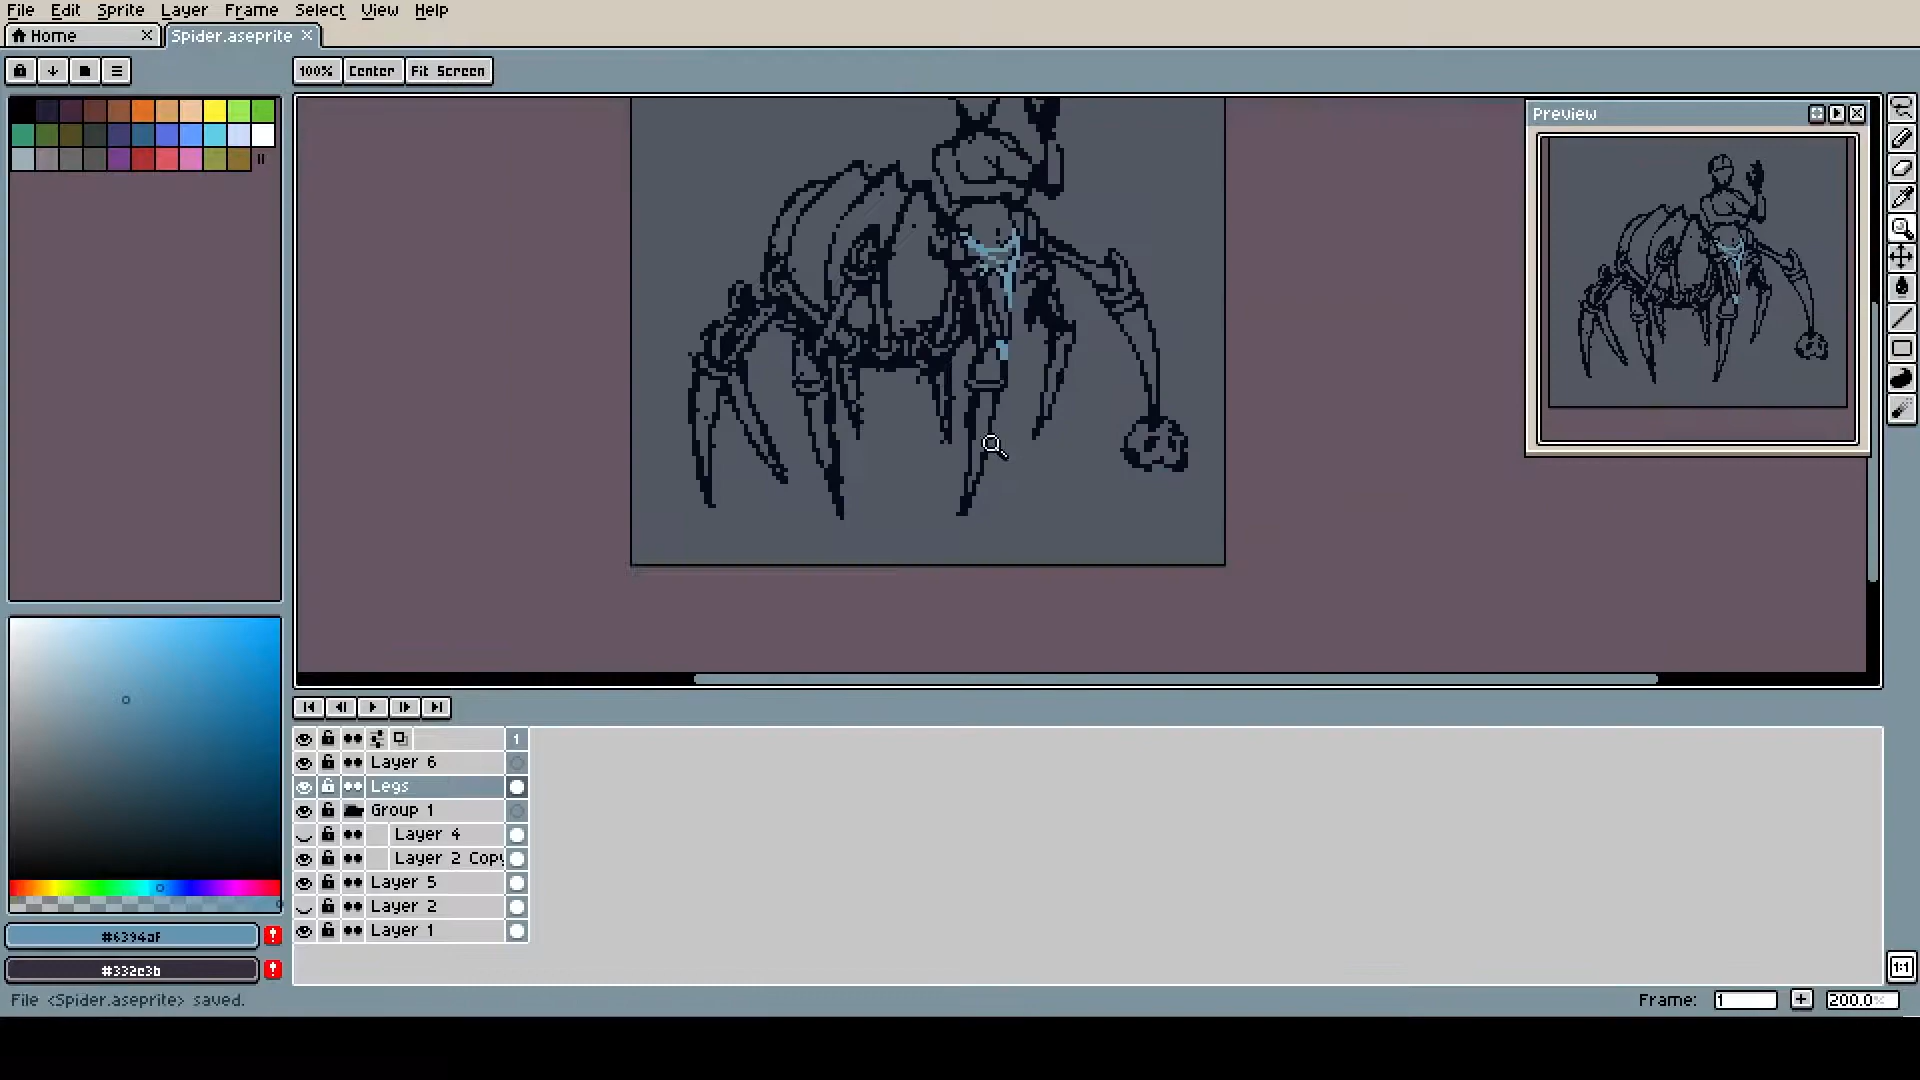 File Edit Sprite Layer Frame Select View Help
Home Spider.aseprite
100% Center Fit Screen
Preview
1
Layer 6
Legs
Group 1
Layer 4
Layer 2 Copy
Layer 5
Layer 2
Layer 1
#6394af
#332c3b
File <Spider.aseprite> saved.
1:1
Frame: 1 + 200.0%